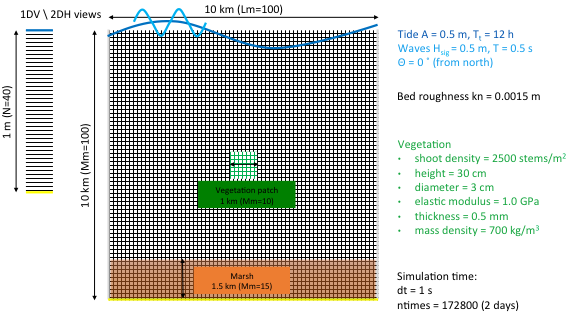 1DV \ 2DH views
10 km (Lm=100)
1 m (N=40)
10 km (Mm=100)
Vegetation patch
1 km (Mm=10)
Marsh
1.5 km (Mm=15)
Tide A = 0.5 m, Tt = 12 h
Waves Hsig = 0.5 m, T = 0.5 s
Θ = 0 ° (from north)
Bed roughness kn = 0.0015 m
Vegetation
• shoot density = 2500 stems/m²
• height = 30 cm
• diameter = 3 cm
• elastic modulus = 1.0 GPa
• thickness = 0.5 mm
• mass density = 700 kg/m³
Simulation time:
dt = 1 s
ntimes = 172800 (2 days)